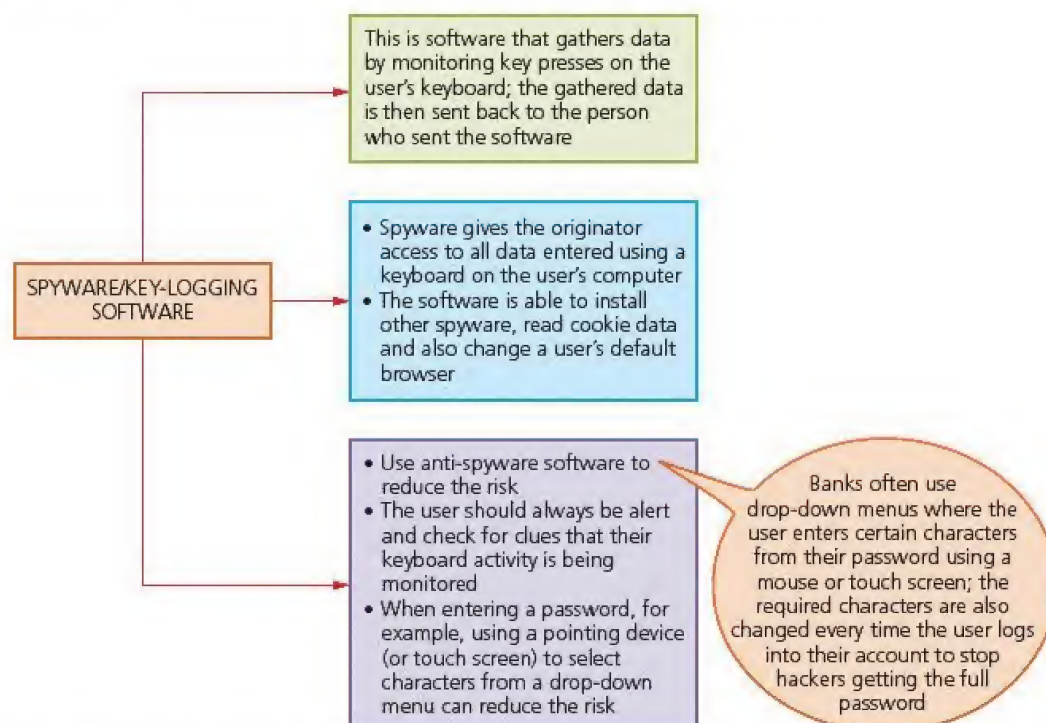 This is software that gathers data
by monitoring key presses on the
user's keyboard; the gathered data
is then sent back to the person
who sent the software
SPYWARE/KEY-LOGGING
SOFTWARE
• Spyware gives the originator
access to all data entered using a
keyboard on the user's computer
• The software is able to install
other spyware, read cookie data
and also change a user's default
browser
• Use anti-spyware software to
reduce the risk
• The user should always be alert
and check for clues that their
keyboard activity is being
monitored
• When entering a password, for
example, using a pointing device
(or touch screen) to select
characters from a drop-down
menu can reduce the risk
Banks often use
drop-down menus where the
user enters certain characters
from their password using a
mouse or touch screen; the
required characters are also
changed every time the user logs
into their account to stop
hackers getting the full
password